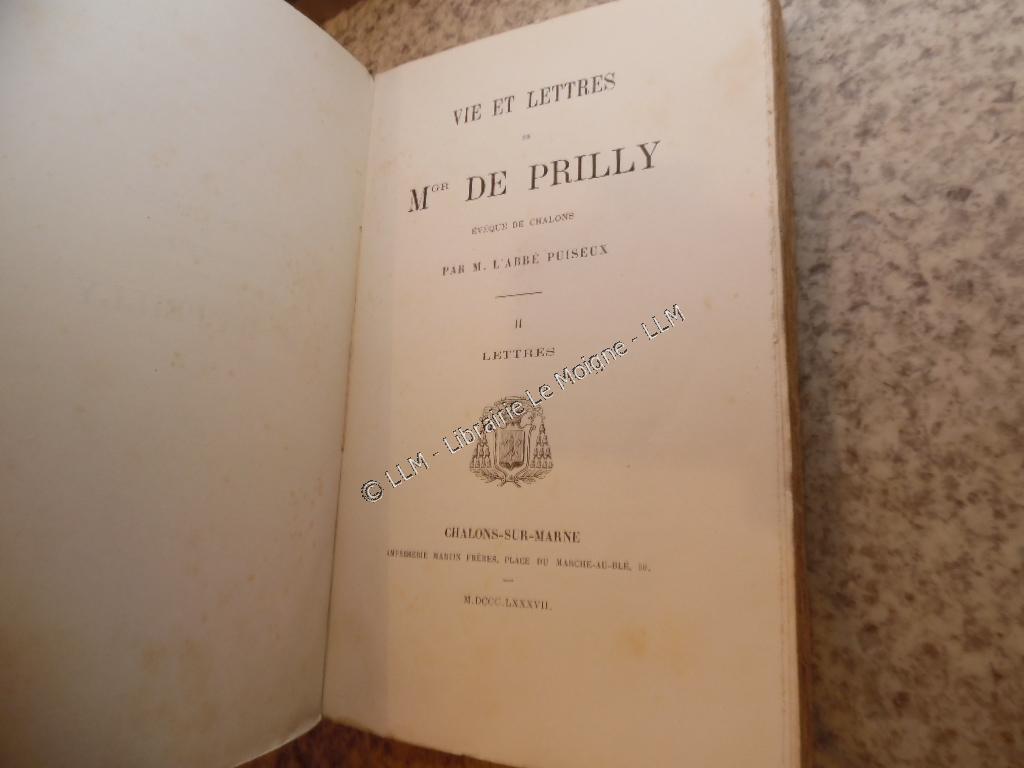 VIE ET LETTRES
DE
MGR DE PRILLY
ÉVÊQUE DE CHALONS
PAR M. L'ABBÉ PUISEUX
II
LETTRES
© LLM - Librairie Le Moigne - LLM
CHALONS-SUR-MARNE
IMPRIMERIE MARTIN FRÈRES, PLACE DU MARCHÉ-AU-BLÉ, 50.
M.DCCC.LXXXVII.